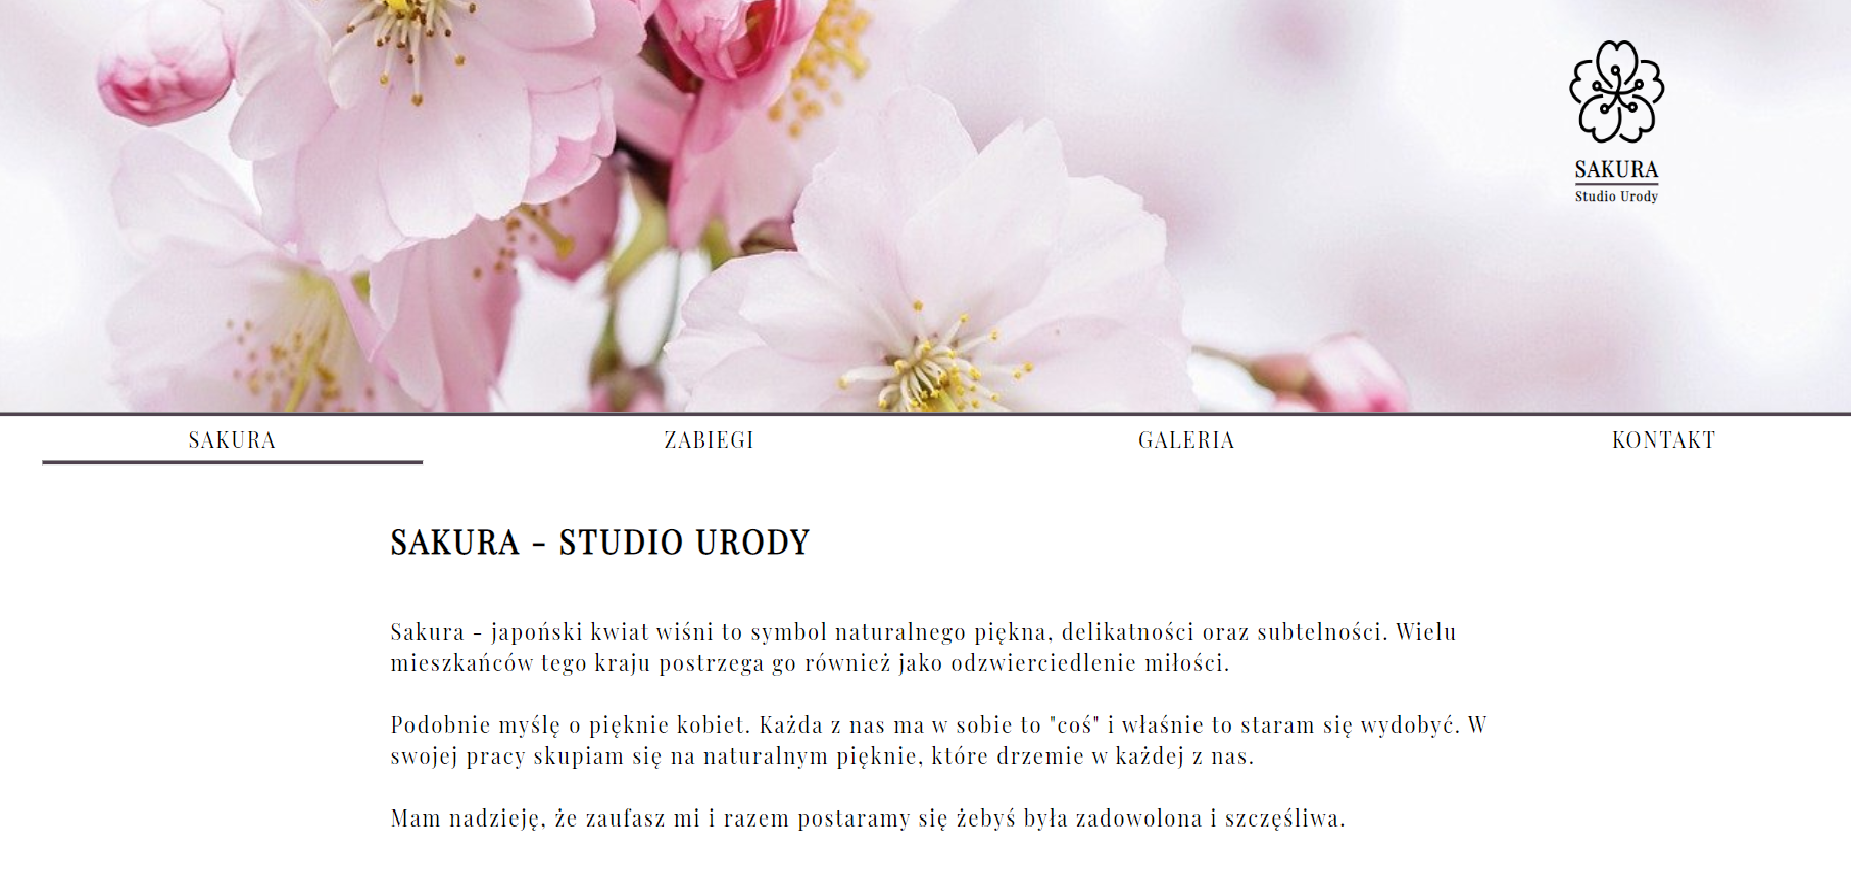 SAKURA
Studio Urody
SAKURA
ZABIEGI
GALERIA
KONTAKT
SAKURA - STUDIO URODY
Sakura - japoński kwiat wiśni to symbol naturalnego piękna, delikatności oraz subtelności. Wielu
mieszkańców tego kraju postrzega go również jako odzwierciedlenie miłości.
Podobnie myślę o pięknie kobiet. Każda z nas ma w sobie to "coś" i właśnie to staram się wydobyć. W
swojej pracy skupiam się na naturalnym pięknie, które drzemie w każdej z nas.
Mam nadzieję, że zaufasz mi i razem postaramy się żebyś była zadowolona i szczęśliwa.